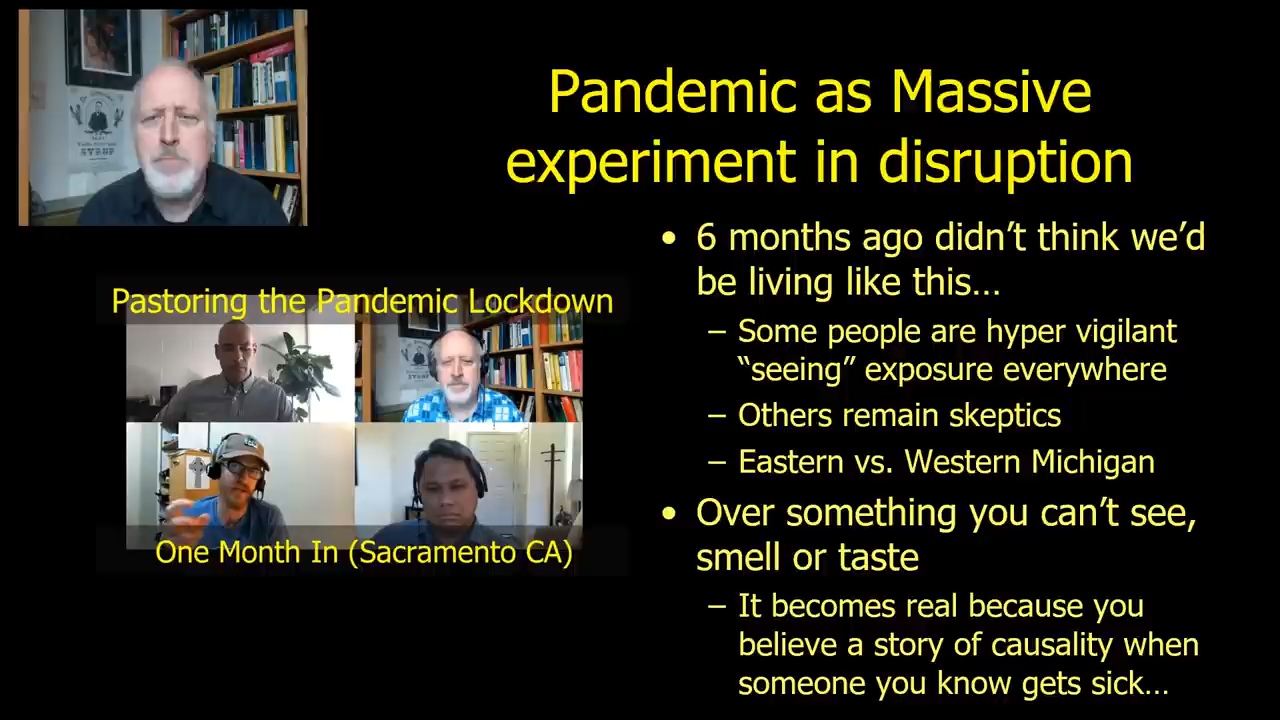 Pandemic as Massive
experiment in disruption
• 6 months ago didn’t think we’d
be living like this…
– Some people are hyper vigilant
“seeing” exposure everywhere
– Others remain skeptics
– Eastern vs. Western Michigan
• Over something you can’t see,
smell or taste
– It becomes real because you
believe a story of causality when
someone you know gets sick…
Pastoring the Pandemic Lockdown
One Month In (Sacramento CA)
SYRUP